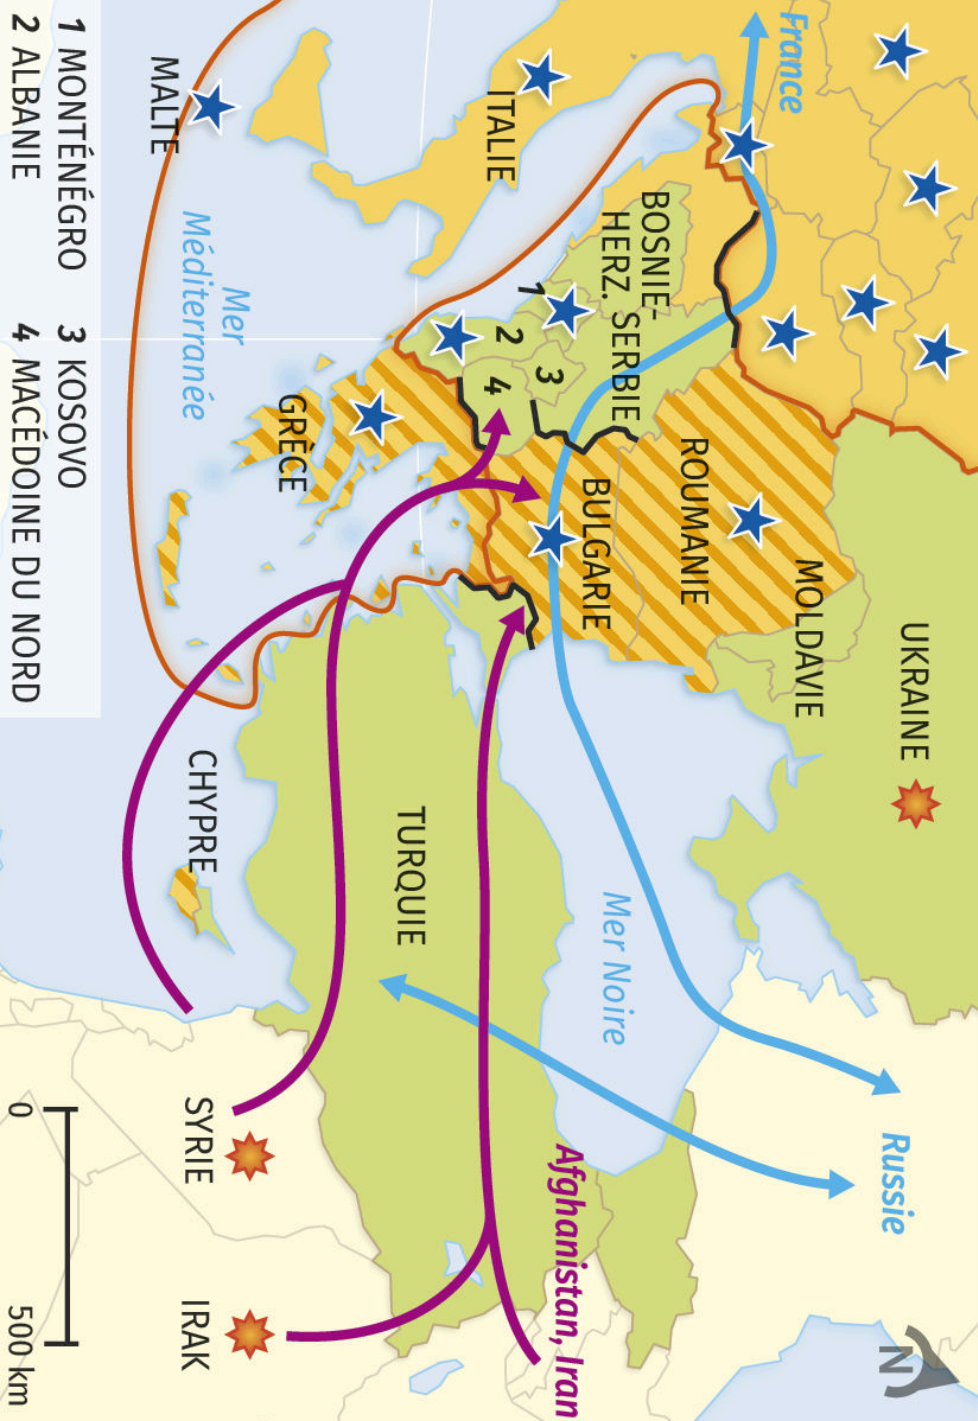 France
ITALIE
MALTE
Mer
Méditerranée
BOSNIE-
HERZ.
SERBIE
1
2
3
4
GRÈCE
BULGARIE
ROUMANIE
MOLDAVIE
UKRAINE
CHYPRE
TURQUIE
Mer Noire
Russie
SYRIE
IRAK
Afghanistan, Iran
N
0
500 km
1 MONTÉNÉGRO
2 ALBANIE
3 KOSOVO
4 MACÉDOINE DU NORD